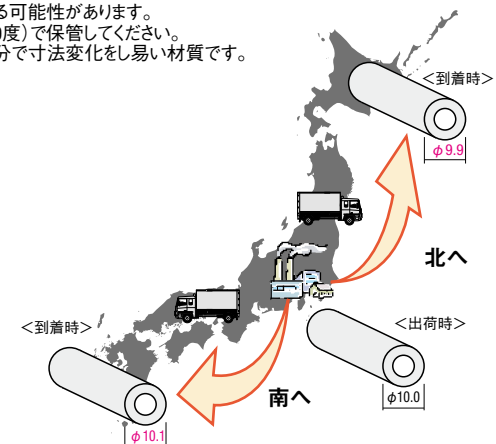 る可能性があります。
度）で保管してください。
分で寸法変化をし易い材質です。
＜到着時＞
φ9.9
北へ
＜到着時＞
＜出荷時＞
φ10.0
南へ
φ10.1